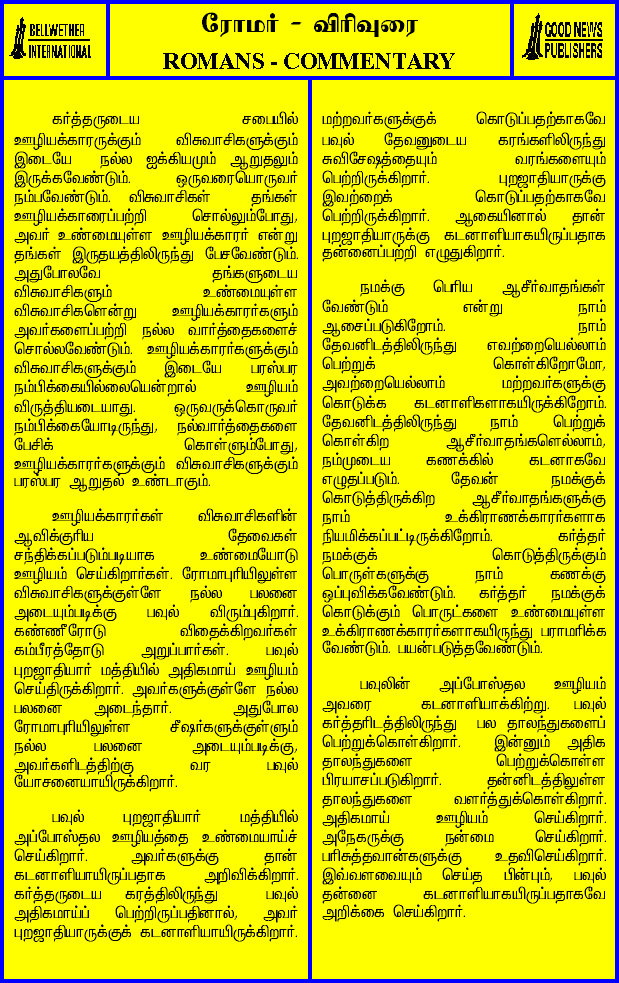 BELLWETHER
INTERNATIONAL
ரோமர் - விரிவுரை
ROMANS - COMMENTARY
GOOD NEWS
PUBLISHERS
கர்த்தருடைய சபையில்
ஊழியக்காரருக்கும் விசுவாசிகளுக்கும்
இடையே நல்ல ஐக்கியமும் ஆறுதலும்
இருக்கவேண்டும். ஒருவரையொருவர்
நம்பவேண்டும். விசுவாசிகள் தங்கள்
ஊழியக்காரைப்பற்றி சொல்லும்போது,
அவர் உண்மையுள்ள ஊழியக்காரர் என்று
தங்கள் இருதயத்திலிருந்து பேசவேண்டும்.
அதுபோலவே தங்களுடைய
விசுவாசிகளும் உண்மையுள்ள
விசுவாசிகளென்று ஊழியக்காரர்களும்
அவர்களைப்பற்றி நல்ல வார்த்தைகளைச்
சொல்லவேண்டும். ஊழியக்காரர்களுக்கும்
விசுவாசிகளுக்கும் இடையே பரஸ்பர
நம்பிக்கையில்லையென்றால் ஊழியம்
விருத்தியடையாது. ஒருவருக்கொருவர்
நம்பிக்கையோடிருந்து, நல்வார்த்தைகளை
பேசிக் கொள்ளும்போது,
ஊழியக்காரர்களுக்கும் விசுவாசிகளுக்கும்
பரஸ்பர ஆறுதல் உண்டாகும்.
ஊழியக்காரர்கள் விசுவாசிகளின்
ஆவிக்குரிய தேவைகள்
சந்திக்கப்படும்படியாக உண்மையோடு
ஊழியம் செய்கிறார்கள். ரோமாபுரியிலுள்ள
விசுவாசிகளுக்குள்ளே நல்ல பலனை
அடையும்படிக்கு பவுல் விரும்புகிறார்.
கண்ணீரோடு விதைக்கிறவர்கள்
கம்பீரத்தோடு அறுப்பார்கள். பவுல்
புறஜாதியார் மத்தியில் அதிகமாய் ஊழியம்
செய்திருக்கிறார். அவர்களுக்குள்ளே நல்ல
பலனை அடைந்தார். அதுபோல
ரோமாபுரியிலுள்ள சீஷர்களுக்குள்ளும்
நல்ல பலனை அடையும்படிக்கு,
அவர்களிடத்திற்கு வர பவுல்
யோசனையாயிருக்கிறார்.
பவுல் புறஜாதியார் மத்தியில்
அப்போஸ்தல ஊழியத்தை உண்மையாய்ச்
செய்கிறார். அவர்களுக்கு தான்
கடனாளியாயிருப்பதாக அறிவிக்கிறார்.
கர்த்தருடைய கரத்திலிருந்து பவுல்
அதிகமாய்ப் பெற்றிருப்பதினால், அவர்
புறஜாதியாருக்குக் கடனாளியாயிருக்கிறார்.
மற்றவர்களுக்குக் கொடுப்பதற்காகவே
பவுல் தேவனுடைய கரங்களிலிருந்து
சுவிசேஷத்தையும் வரங்களையும்
பெற்றிருக்கிறார். புறஜாதியாருக்கு
இவற்றைக் கொடுப்பதற்காகவே
பெற்றிருக்கிறார். ஆகையினால் தான்
புறஜாதியாருக்கு கடனாளியாகயிருப்பதாக
தன்னைப்பற்றி எழுதுகிறார்.
நமக்கு பெரிய ஆசீர்வாதங்கள்
வேண்டும் என்று நாம்
ஆசைப்படுகிறோம். நாம்
தேவனிடத்திலிருந்து எவற்றையெல்லாம்
பெற்றுக் கொள்கிறோமோ,
அவற்றையெல்லாம் மற்றவர்களுக்கு
கொடுக்க கடனாளிகளாகயிருக்கிறோம்.
தேவனிடத்திலிருந்து நாம் பெற்றுக்
கொள்கிற ஆசீர்வாதங்களெல்லாம்,
நம்முடைய கணக்கில் கடனாகவே
எழுதப்படும். தேவன் நமக்குக்
கொடுத்திருக்கிற ஆசீர்வாதங்களுக்கு
நாம் உக்கிராணக்காரர்களாக
நியமிக்கப்பட்டிருக்கிறோம். கர்த்தர்
நமக்குக் கொடுத்திருக்கும்
பொருள்களுக்கு நாம் கணக்கு
ஒப்புவிக்கவேண்டும். கர்த்தர் நமக்குக்
கொடுக்கும் பொருட்களை உண்மையுள்ள
உக்கிராணக்காரர்களாகயிருந்து பராமரிக்க
வேண்டும். பயன்படுத்தவேண்டும்.
பவுலின் அப்போஸ்தல ஊழியம்
அவரை கடனாளியாக்கிற்று. பவுல்
கர்த்தரிடத்திலிருந்து பல தாலந்துகளைப்
பெற்றுக்கொள்கிறார். இன்னும் அதிக
தாலந்துகளை பெற்றுக்கொள்ள
பிரயாசப்படுகிறார். தன்னிடத்திலுள்ள
தாலந்துகளை வளர்த்துக்கொள்கிறார்.
அதிகமாய் ஊழியம் செய்கிறார்.
அநேகருக்கு நன்மை செய்கிறார்.
பரிசுத்தவான்களுக்கு உதவிசெய்கிறார்.
இவ்வளவையும் செய்த பின்பும், பவுல்
தன்னை கடனாளியாகயிருப்பதாகவே
அறிக்கை செய்கிறார்.